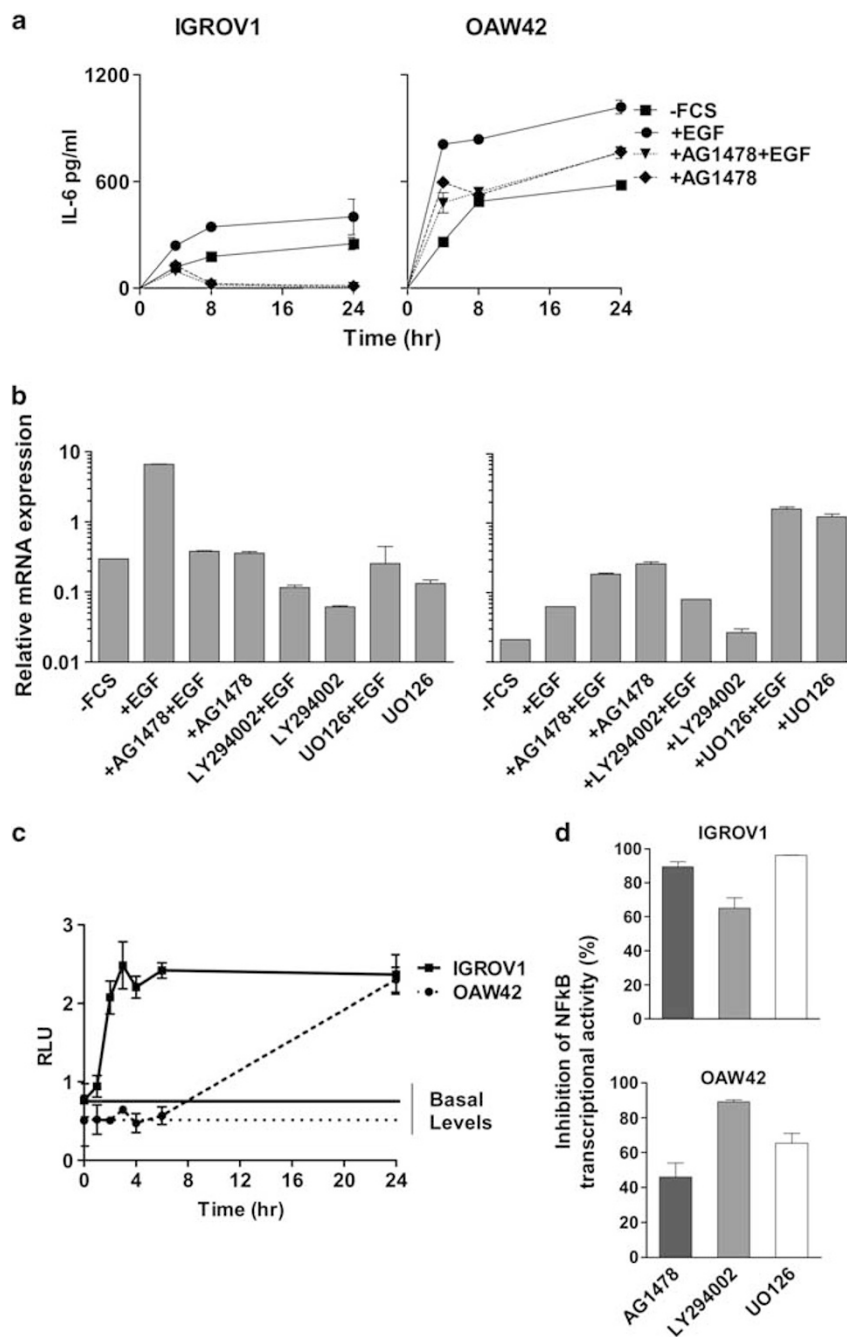 a
IGROV1
OAW42
1200
600
0
IL-6 pg/ml
0 8 16 24
0 8 16 24
Time (hr)
-FCS
+EGF
+AG1478+EGF
+AG1478
b
Relative mRNA expression
10
1
0.1
0.01
-FCS
+EGF
+AG1478+EGF
+AG1478
LY294002+EGF
LY294002
UO126+EGF
UO126
-FCS
+EGF
+AG1478+EGF
+AG1478
+LY294002+EGF
+LY294002
+UO126+EGF
+UO126
c
RLU
3
2
1
0
0 4 8 12 16 20 24
Time (hr)
IGROV1
OAW42
Basal
Levels
d
Inhibition of NFkB
transcriptional activity (%)
IGROV1
100
80
60
40
20
0
OAW42
100
80
60
40
20
0
AG1478
LY294002
UO126